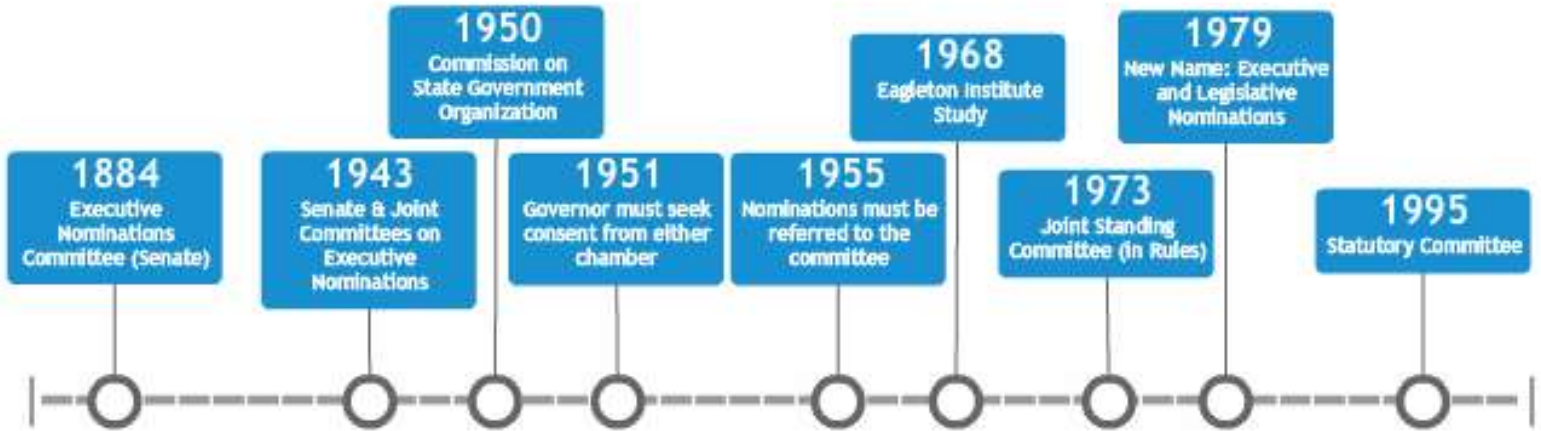 1884
Executive
Nominations
Committee (Senate)
1943
Senate & Joint
Committees on
Executive
Nominations
1950
Commission on
State Government
Organization
1951
Governor must seek
consent from either
chamber
1955
Nominations must be
referred to the
committee
1968
Eagleton Institute
Study
1973
Joint Standing
Committee (in Rules)
1979
New Name: Executive
and Legislative
Nominations
1995
Statutory Committee